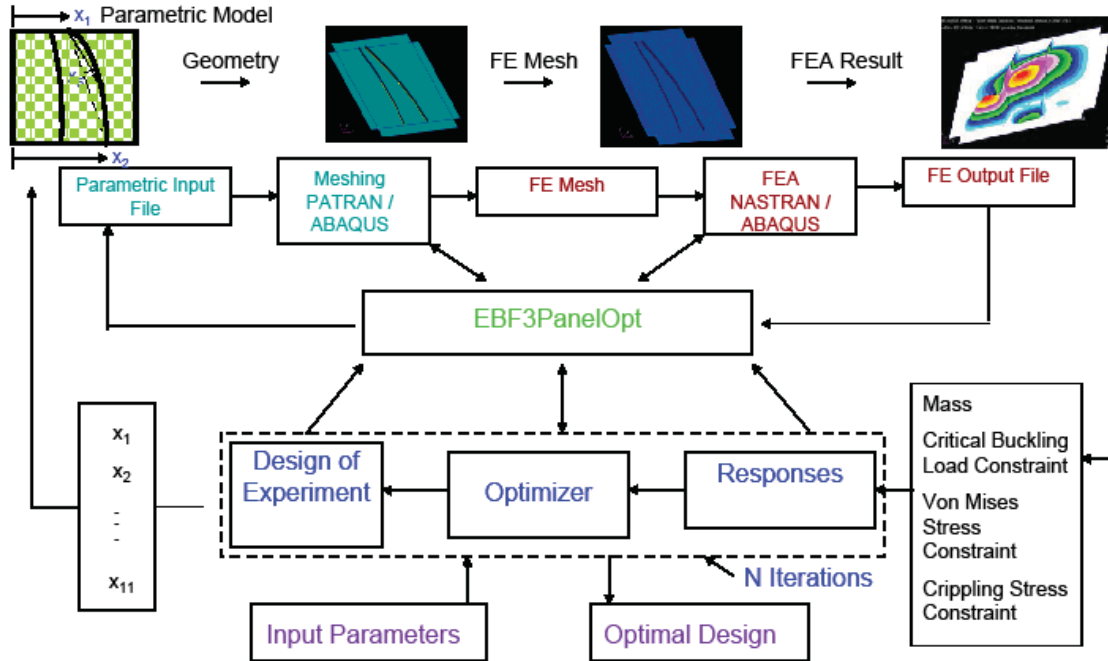 x1 Parametric Model
Geometry
FE Mesh
FEA Result
x2
Parametric Input
File
Meshing
PATRAN /
ABAQUS
FE Mesh
FEA
NASTRAN /
ABAQUS
FE Output File
EBF3PanelOpt
x1
x2
-
-
-
x11
Design of
Experiment
Optimizer
Responses
Mass
Critical Buckling
Load Constraint
Von Mises
Stress
Constraint
Crippling Stress
Constraint
N Iterations
Input Parameters
Optimal Design